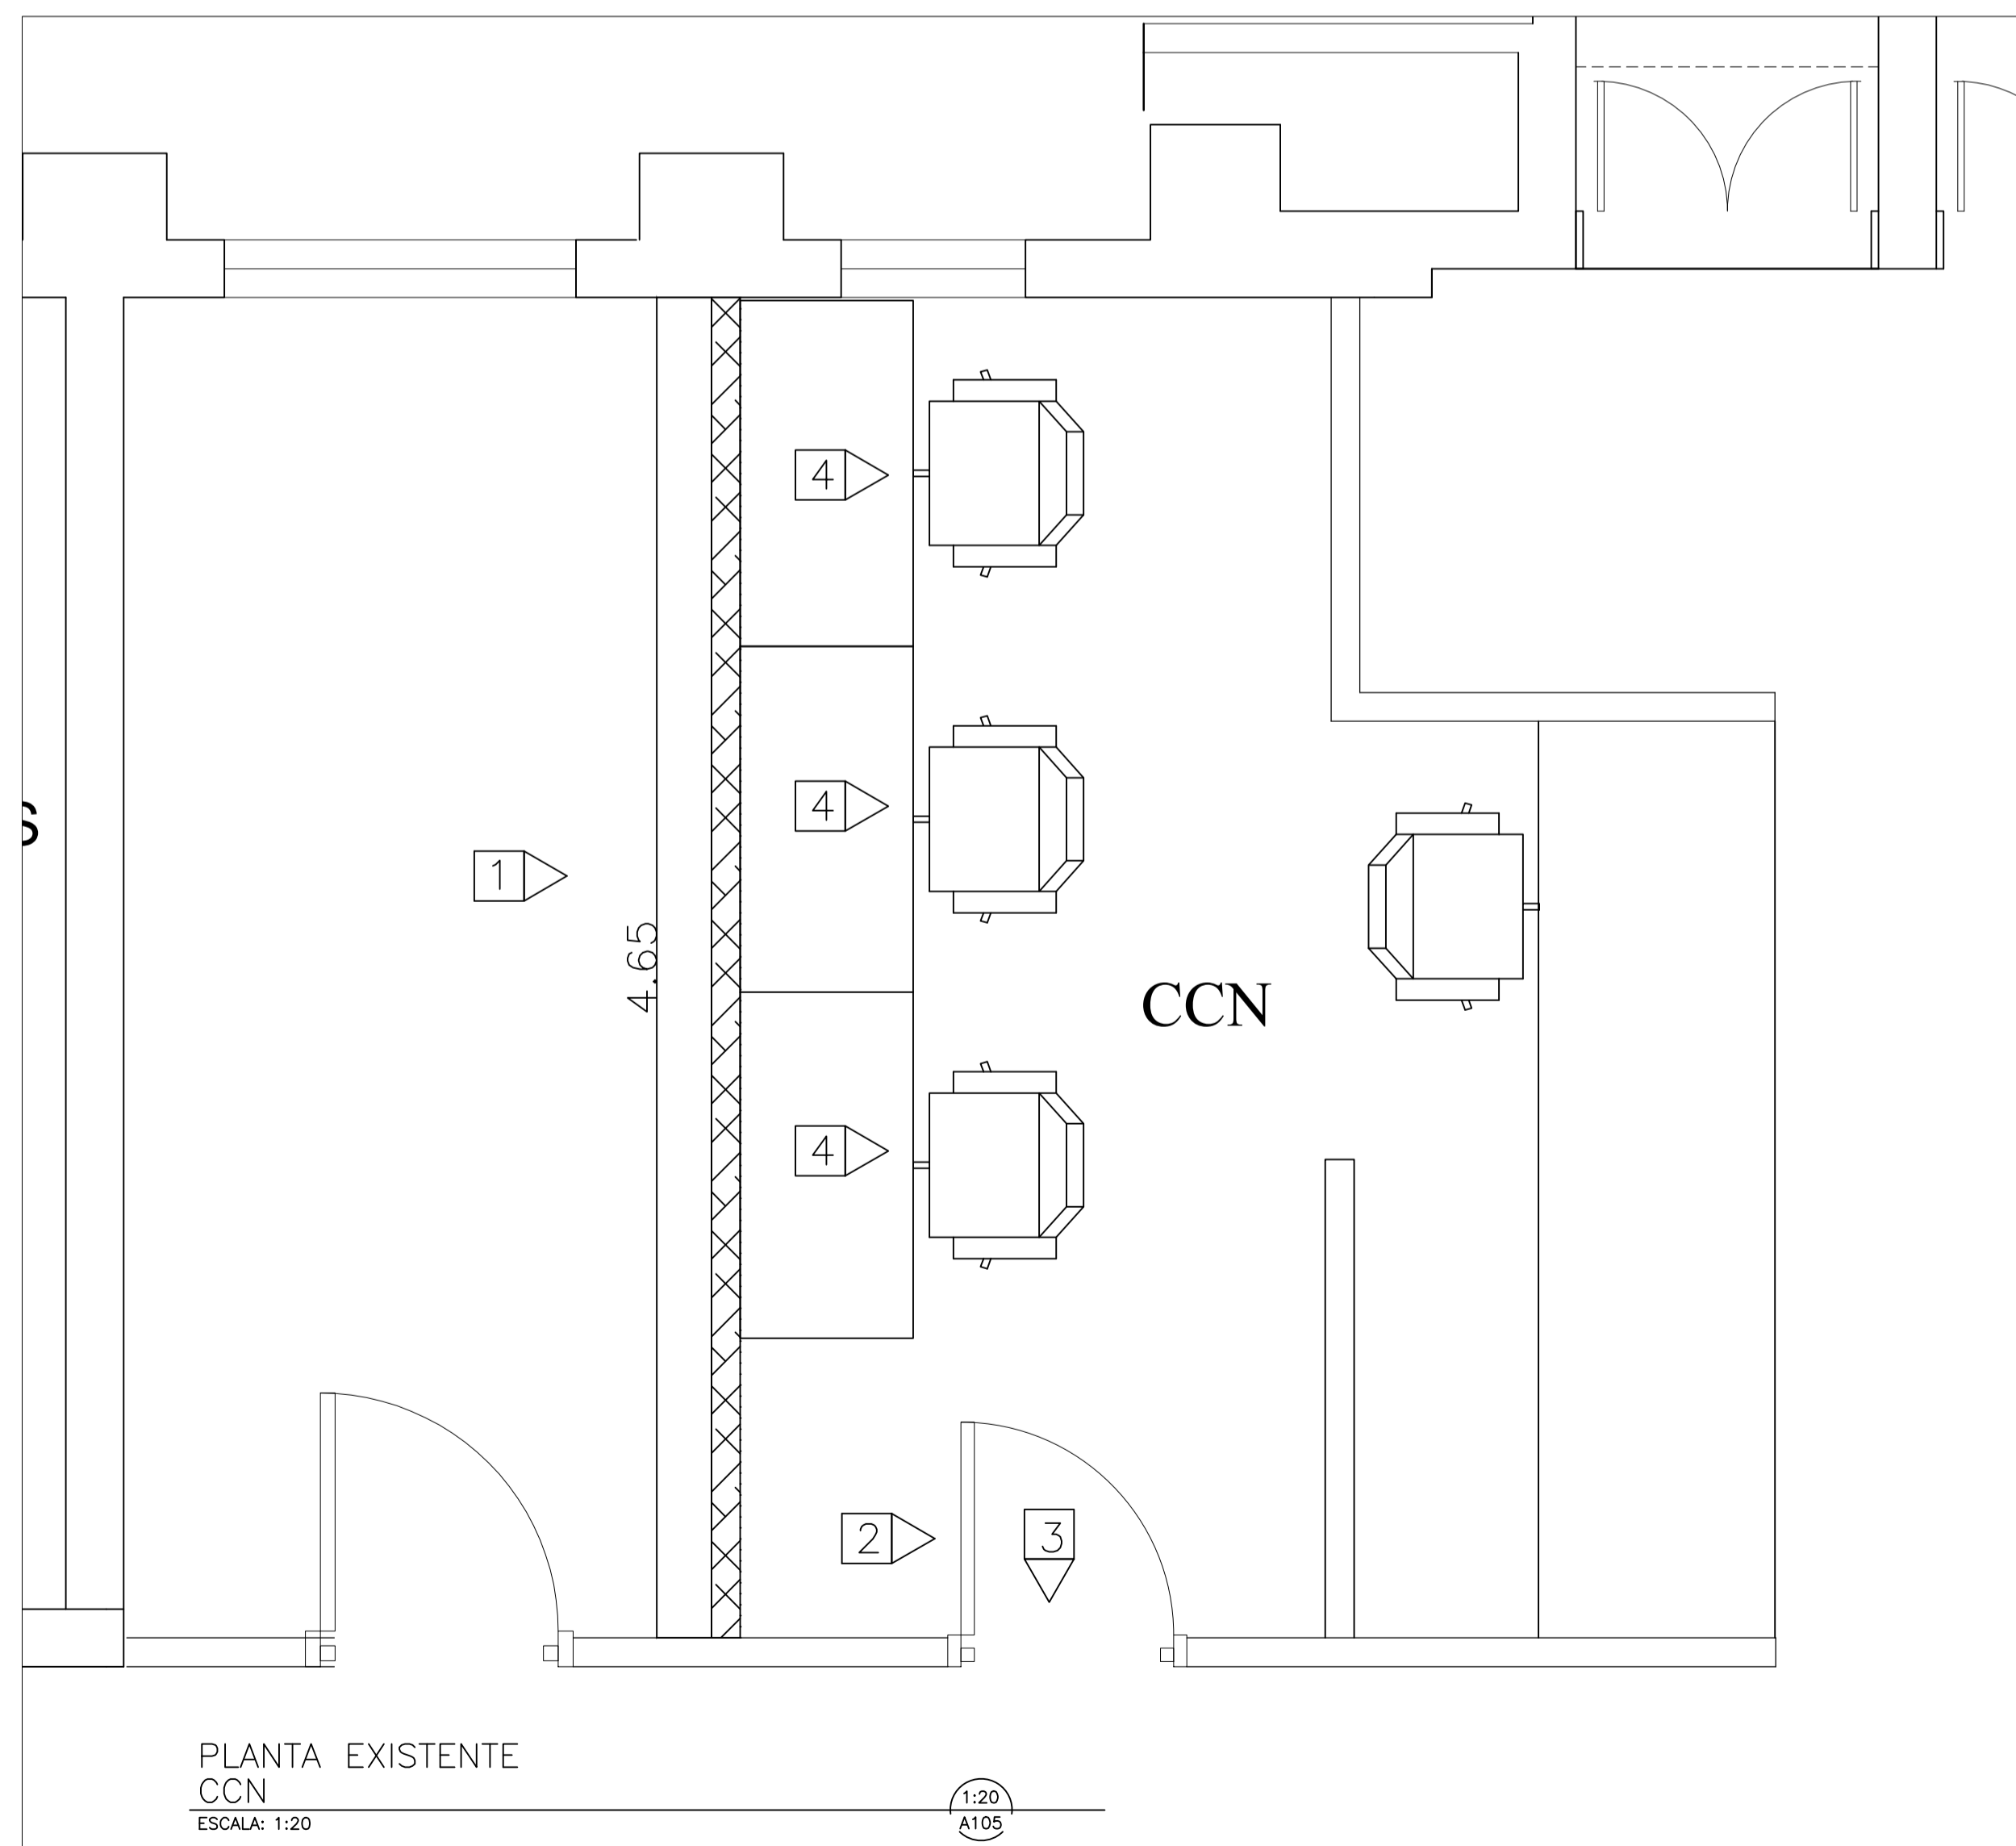 4
4
S
1
4.65
CCN
4
2
3
PLANTA EXISTENTE
CCN
ESCALA: 1:20
1:20
A105